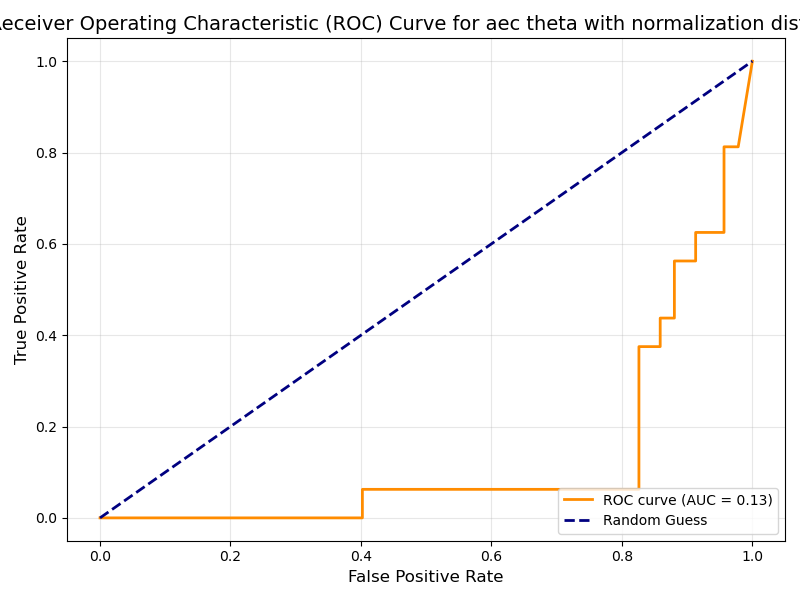 eceiver Operating Characteristic (ROC) Curve for aec theta with normalization dis
1.0
0.8
0.6
0.4
0.2
0.0
True Positive Rate
ROC curve (AUC = 0.13)
Random Guess
0.0 0.2 0.4 0.6 0.8 1.0
False Positive Rate